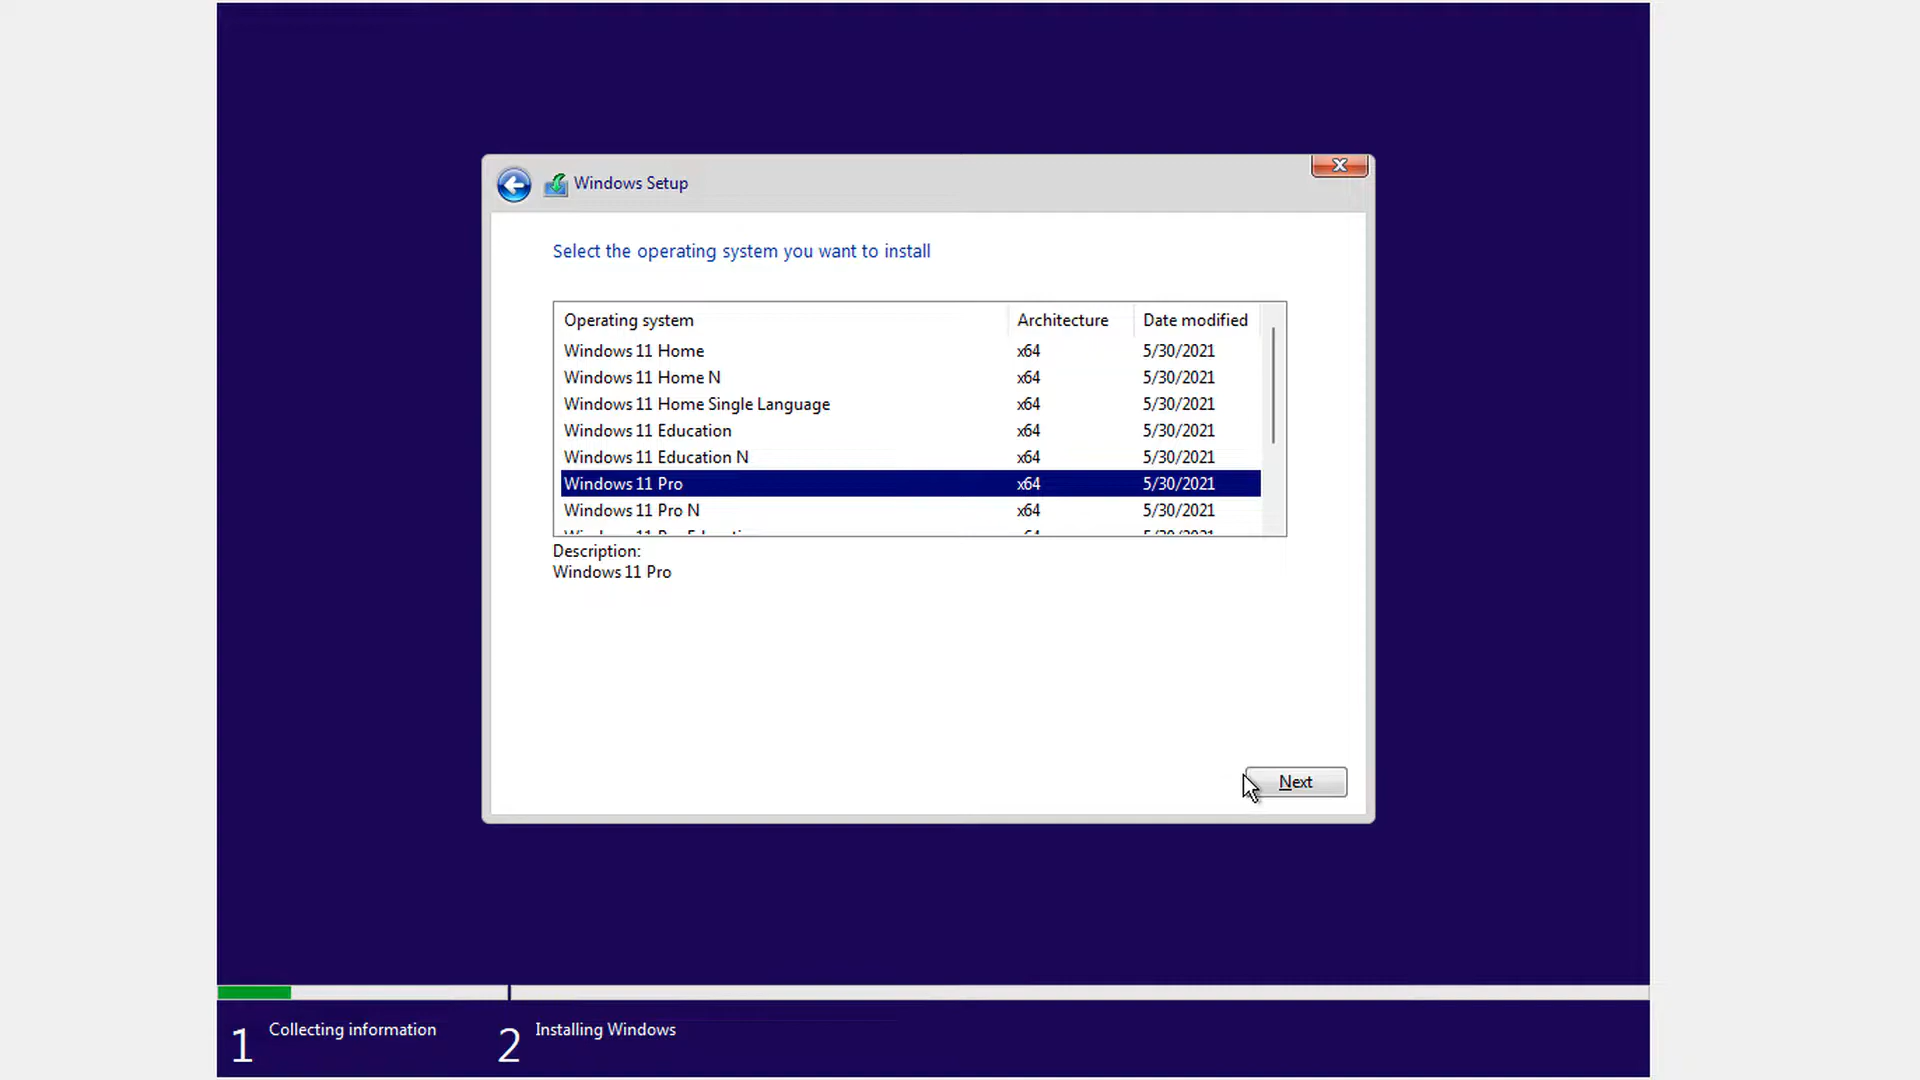 Windows Setup
Select the operating system you want to install
Operating system Architecture Date modified
Windows 11 Home x64 5/30/2021
Windows 11 Home N x64 5/30/2021
Windows 11 Home Single Language x64 5/30/2021
Windows 11 Education x64 5/30/2021
Windows 11 Education N x64 5/30/2021
Windows 11 Pro x64 5/30/2021
Windows 11 Pro N x64 5/30/2021
Description:
Windows 11 Pro
Next
1 Collecting information 2 Installing Windows